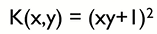 K(x,y) = (xy+1)²